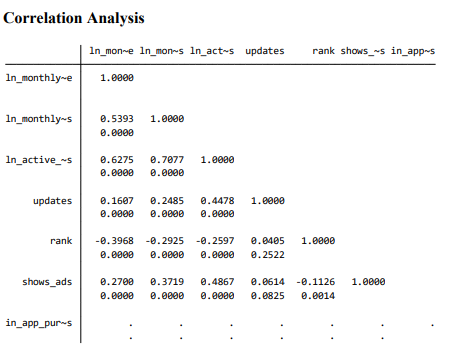 Correlation Analysis
ln_mon~e ln_mon~s ln_act~s updates rank shows_~s in_app~s
ln_monthly~e 1.0000
ln_monthly~s 0.5393 1.0000
0.0000
ln_active_~s 0.6275 0.7077 1.0000
0.0000 0.0000
updates 0.1607 0.2485 0.4478 1.0000
0.0000 0.0000 0.0000
rank -0.3968 -0.2925 -0.2597 0.0405 1.0000
0.0000 0.0000 0.0000 0.2522
shows_ads 0.2700 0.3719 0.4867 0.0614 -0.1126 1.0000
0.0000 0.0000 0.0000 0.0825 0.0014
in_app_pur~s . . . . . . .
. . . . . .